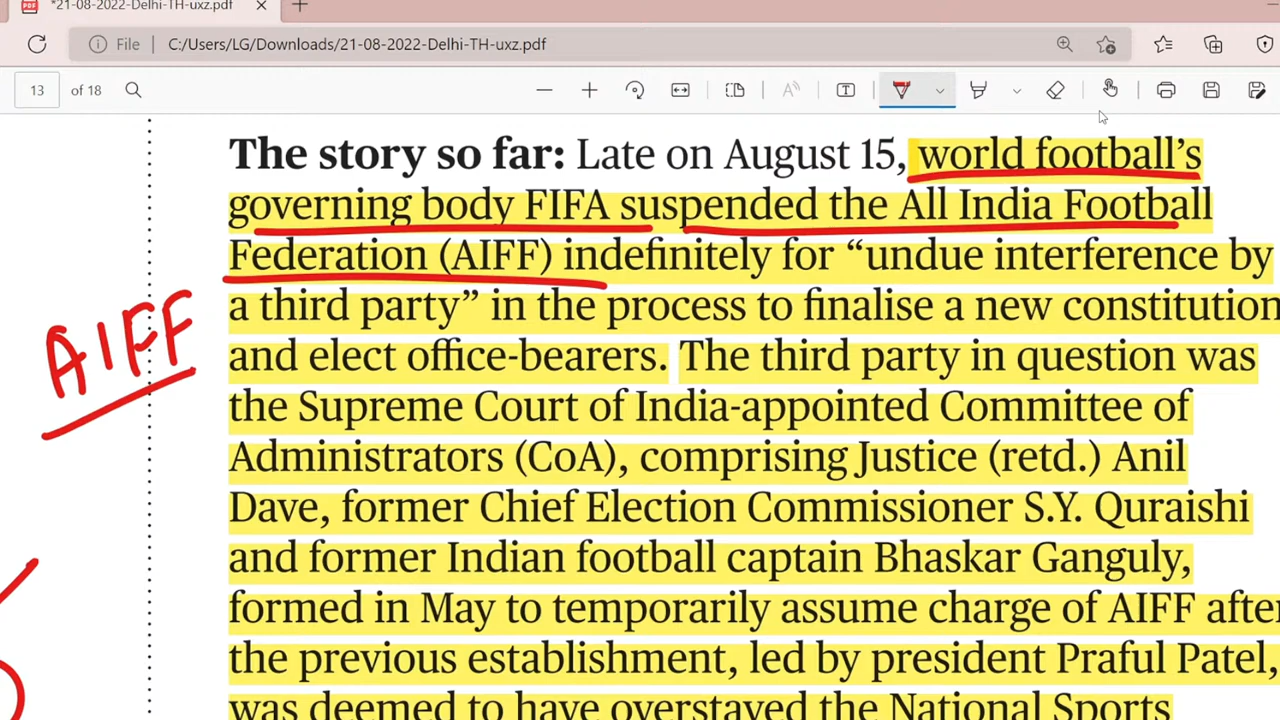 *21-08-2022-Delhi-TH-uxz.pdf
File C:/Users/LG/Downloads/21-08-2022-Delhi-TH-uxz.pdf
13 of 18
The story so far: Late on August 15, world football’s
governing body FIFA suspended the All India Football
Federation (AIFF) indefinitely for “undue interference by
a third party” in the process to finalise a new constitution
and elect office-bearers. The third party in question was
the Supreme Court of India-appointed Committee of
Administrators (CoA), comprising Justice (retd.) Anil
Dave, former Chief Election Commissioner S.Y. Quraishi
and former Indian football captain Bhaskar Ganguly,
formed in May to temporarily assume charge of AIFF after
the previous establishment, led by president Praful Patel,
was deemed to have overstayed the National Sports
AIFF